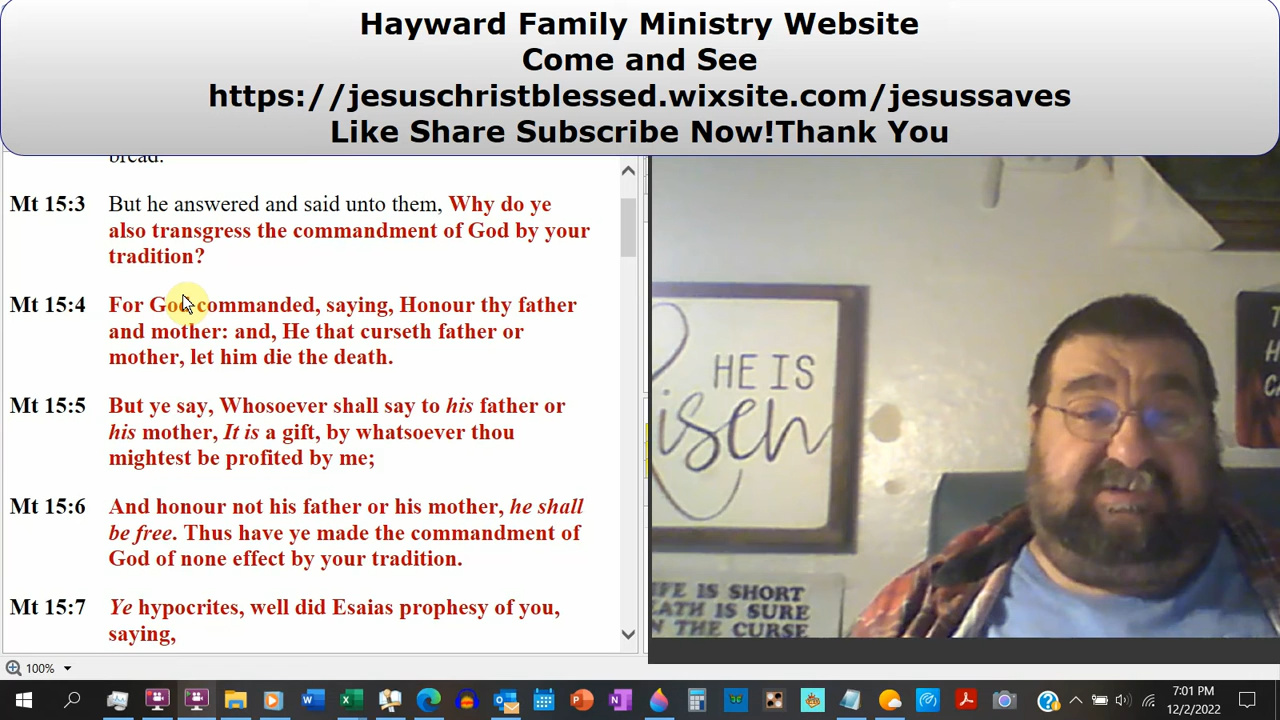 Hayward Family Ministry Website
Come and See
https://jesuschristblessed.wixsite.com/jesussaves
Like Share Subscribe Now!Thank You
bread.
Mt 15:3 But he answered and said unto them, Why do ye
also transgress the commandment of God by your
tradition?
Mt 15:4 For God commanded, saying, Honour thy father
and mother: and, He that curseth father or
mother, let him die the death.
Mt 15:5 But ye say, Whosoever shall say to his father or
his mother, It is a gift, by whatsoever thou
mightest be profited by me;
Mt 15:6 And honour not his father or his mother, he shall
be free. Thus have ye made the commandment of
God of none effect by your tradition.
Mt 15:7 Ye hypocrites, well did Esaias prophesy of you,
saying,
HE IS
Risen
IFE IS SHORT
EATH IS SURE
N THE CURSE
100%
7:01 PM
12/2/2022